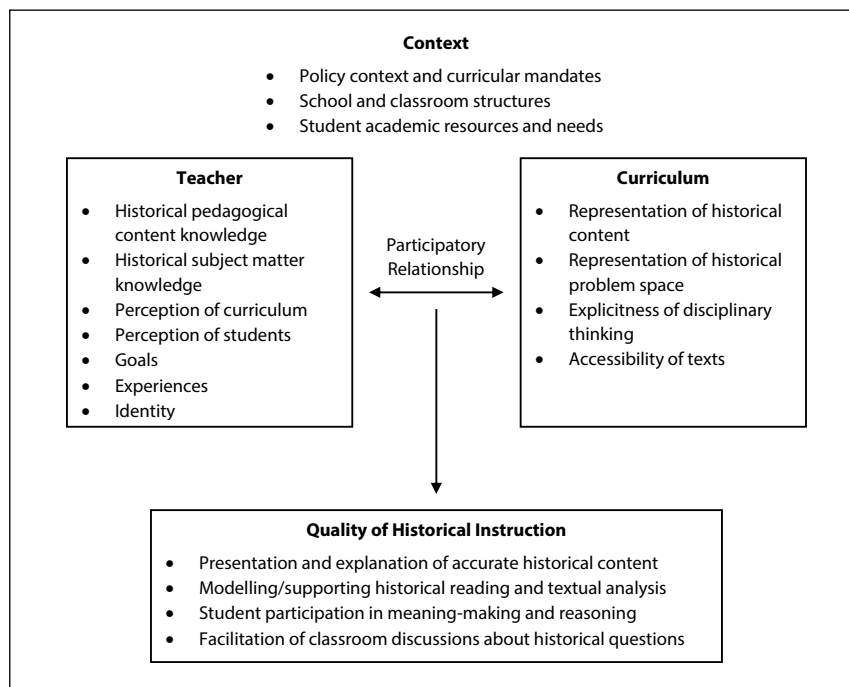 Context
• Policy context and curricular mandates
• School and classroom structures
• Student academic resources and needs
Teacher
• Historical pedagogical
content knowledge
• Historical subject matter
knowledge
• Perception of curriculum
• Perception of students
• Goals
• Experiences
• Identity
Participatory
Relationship
Curriculum
• Representation of historical
content
• Representation of historical
problem space
• Explicitness of disciplinary
thinking
• Accessibility of texts
Quality of Historical Instruction
• Presentation and explanation of accurate historical content
• Modelling/supporting historical reading and textual analysis
• Student participation in meaning-making and reasoning
• Facilitation of classroom discussions about historical questions